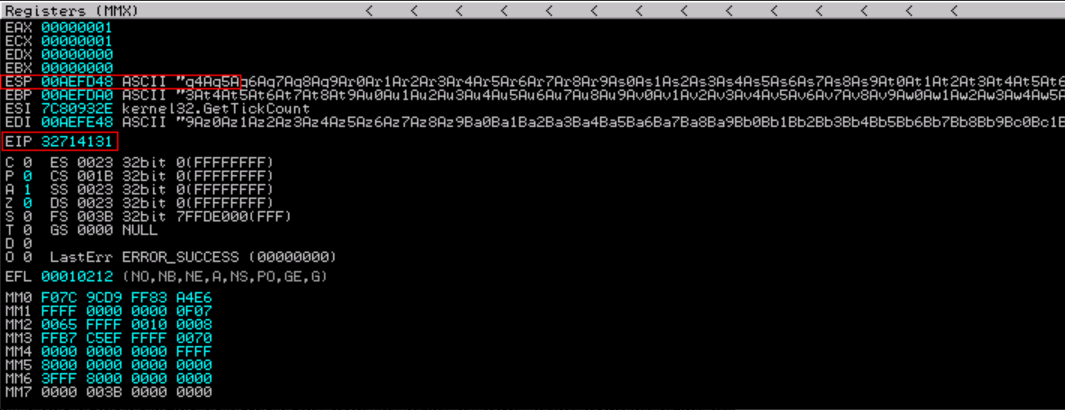 Registers (MMX) < < < < < < < < < < < < < <
EAX 00000001
ECX 00000001
EDX 00000000
EBX 00000000
ESP 00AEFD48 ASCII "q4Aq5Aq6Aq7Aq8Aq9Ar0Ar1Ar2Ar3Ar4Ar5Ar6Ar7Ar8Ar9As0As1As2As3As4As5As6As7As8As9At0At1At2At3At4At5At6
EBP 00AEFDA0 ASCII "3At4At5At6At7At8At9Au0Au1Au2Au3Au4Au5Au6Au7Au8Au9Av0Av1Av2Av3Av4Av5Av6Av7Av8Av9Aw0Aw1Aw2Aw3Aw4Aw5A
ESI 7C80932E kernel32.GetTickCount
EDI 00AEFE48 ASCII "9Az0Az1Az2Az3Az4Az5Az6Az7Az8Az9Ba0Ba1Ba2Ba3Ba4Ba5Ba6Ba7Ba8Ba9Bb0Bb1Bb2Bb3Bb4Bb5Bb6Bb7Bb8Bb9Bc0Bc1B
EIP 32714131
C 0 ES 0023 32bit 0(FFFFFFFF)
P 0 CS 001B 32bit 0(FFFFFFFF)
A 1 SS 0023 32bit 0(FFFFFFFF)
Z 0 DS 0023 32bit 0(FFFFFFFF)
S 0 FS 003B 32bit 7FFDE000(FFF)
T 0 GS 0000 NULL
D 0
O 0 LastErr ERROR_SUCCESS (00000000)
EFL 00010212 (NO,NB,NE,A,NS,PO,GE,G)
MM0 F07C 9CD9 FF83 A4E6
MM1 FFFF 0000 0000 0F07
MM2 0065 FFFF 0010 0008
MM3 FFB7 C5EF FFFF 0070
MM4 0000 0000 0000 FFFF
MM5 8000 0000 0000 0000
MM6 3FFF 8000 0000 0000
MM7 0000 003B 0000 0000